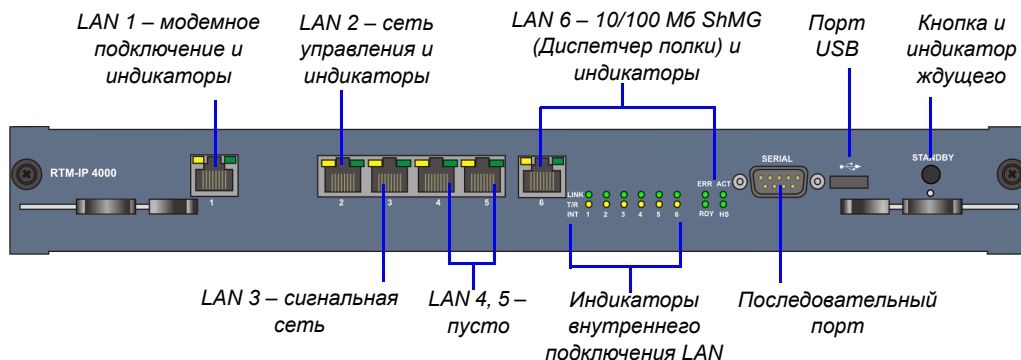 LAN 1 – модемное
подключение и
индикаторы
LAN 2 – сеть
управления и
индикаторы
LAN 6 – 10/100 Мб ShMG
(Диспетчер полки) и
индикаторы
Порт
USB
Кнопка и
индикатор
ждущего
RTM-IP 4000
1
2
3
4
5
6
LINK
T/R
INT 1 2 3 4 5 6
ERR ACT
RDY HS
SERIAL
STANDBY
LAN 3 – сигнальная
сеть
LAN 4, 5 –
пусто
Индикаторы
внутреннего
подключения LAN
Последовательный
порт